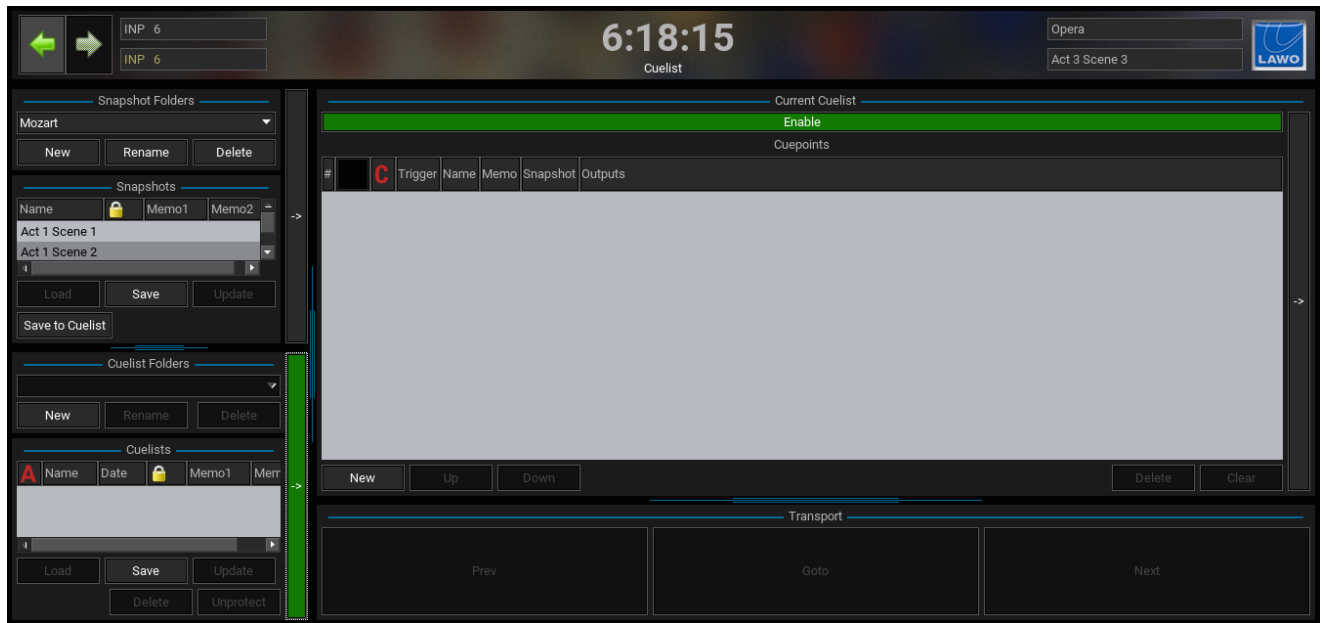 INP 6
INP 6
6:18:15
Cuelist
Opera
Act 3 Scene 3
LAWO
Snapshot Folders
Mozart
New Rename Delete
Snapshots
Name Memo1 Memo2
Act 1 Scene 1
Act 1 Scene 2
Load Save Update
Save to Cuelist
->
Cuelist Folders
New Rename Delete
Cuelists
A Name Date Memo1 Mem
Load Save Update
Delete Unprotect
->
Current Cuelist
Enable
Cuepoints
# C Trigger Name Memo Snapshot Outputs
New Up Down Delete Clear
->
Transport
Prev Goto Next